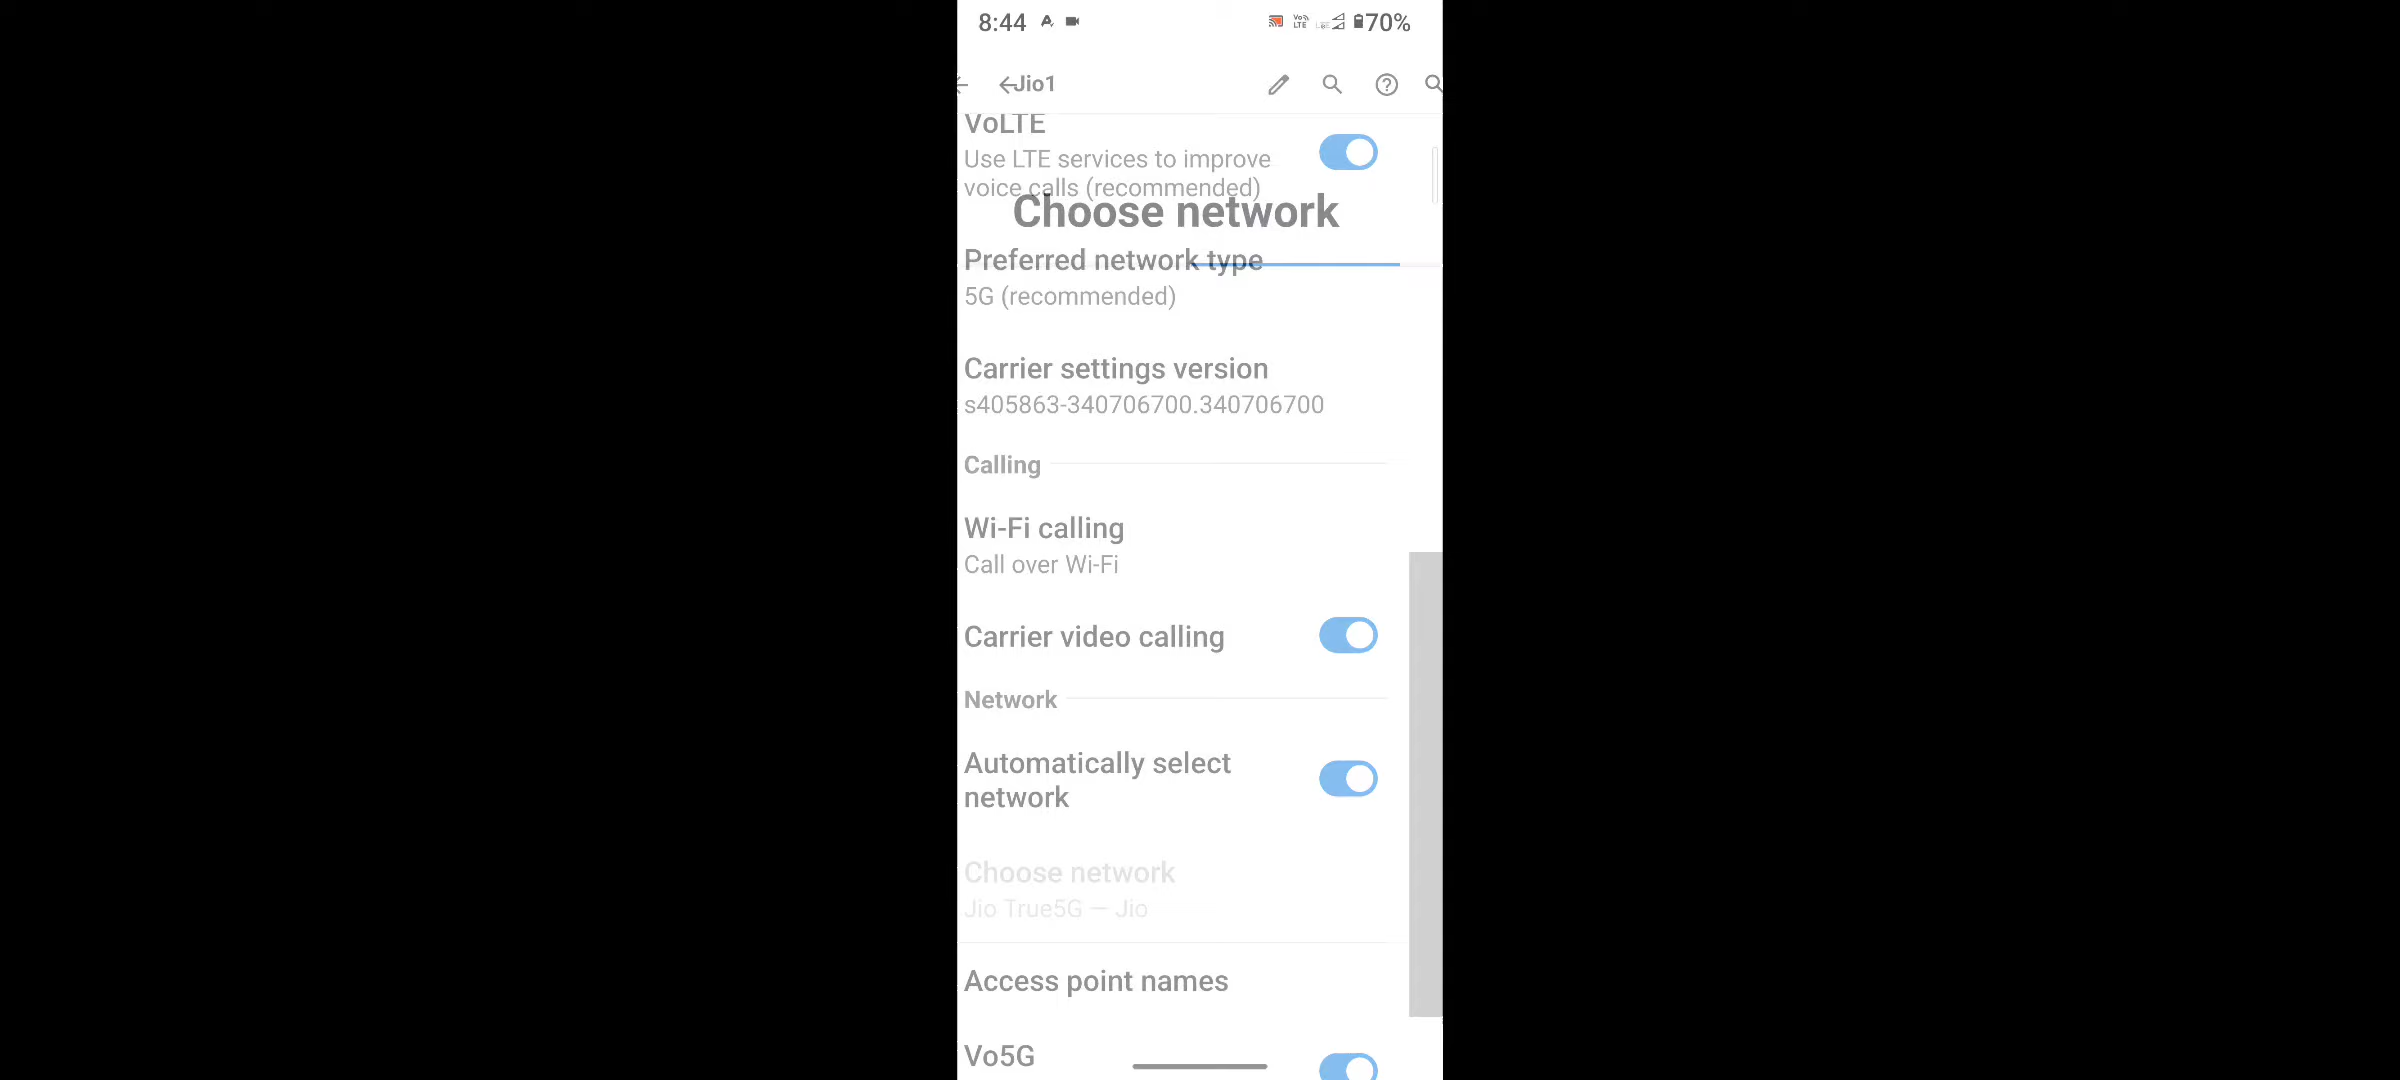 8:44 70%
Jio1
VoLTE
Use LTE services to improve
voice calls (recommended)
Choose network
Preferred network type
5G (recommended)
Carrier settings version
s405863-340706700.340706700
Calling
Wi-Fi calling
Call over Wi-Fi
Carrier video calling
Network
Automatically select
network
Choose network
Jio True5G — Jio
Access point names
Vo5G